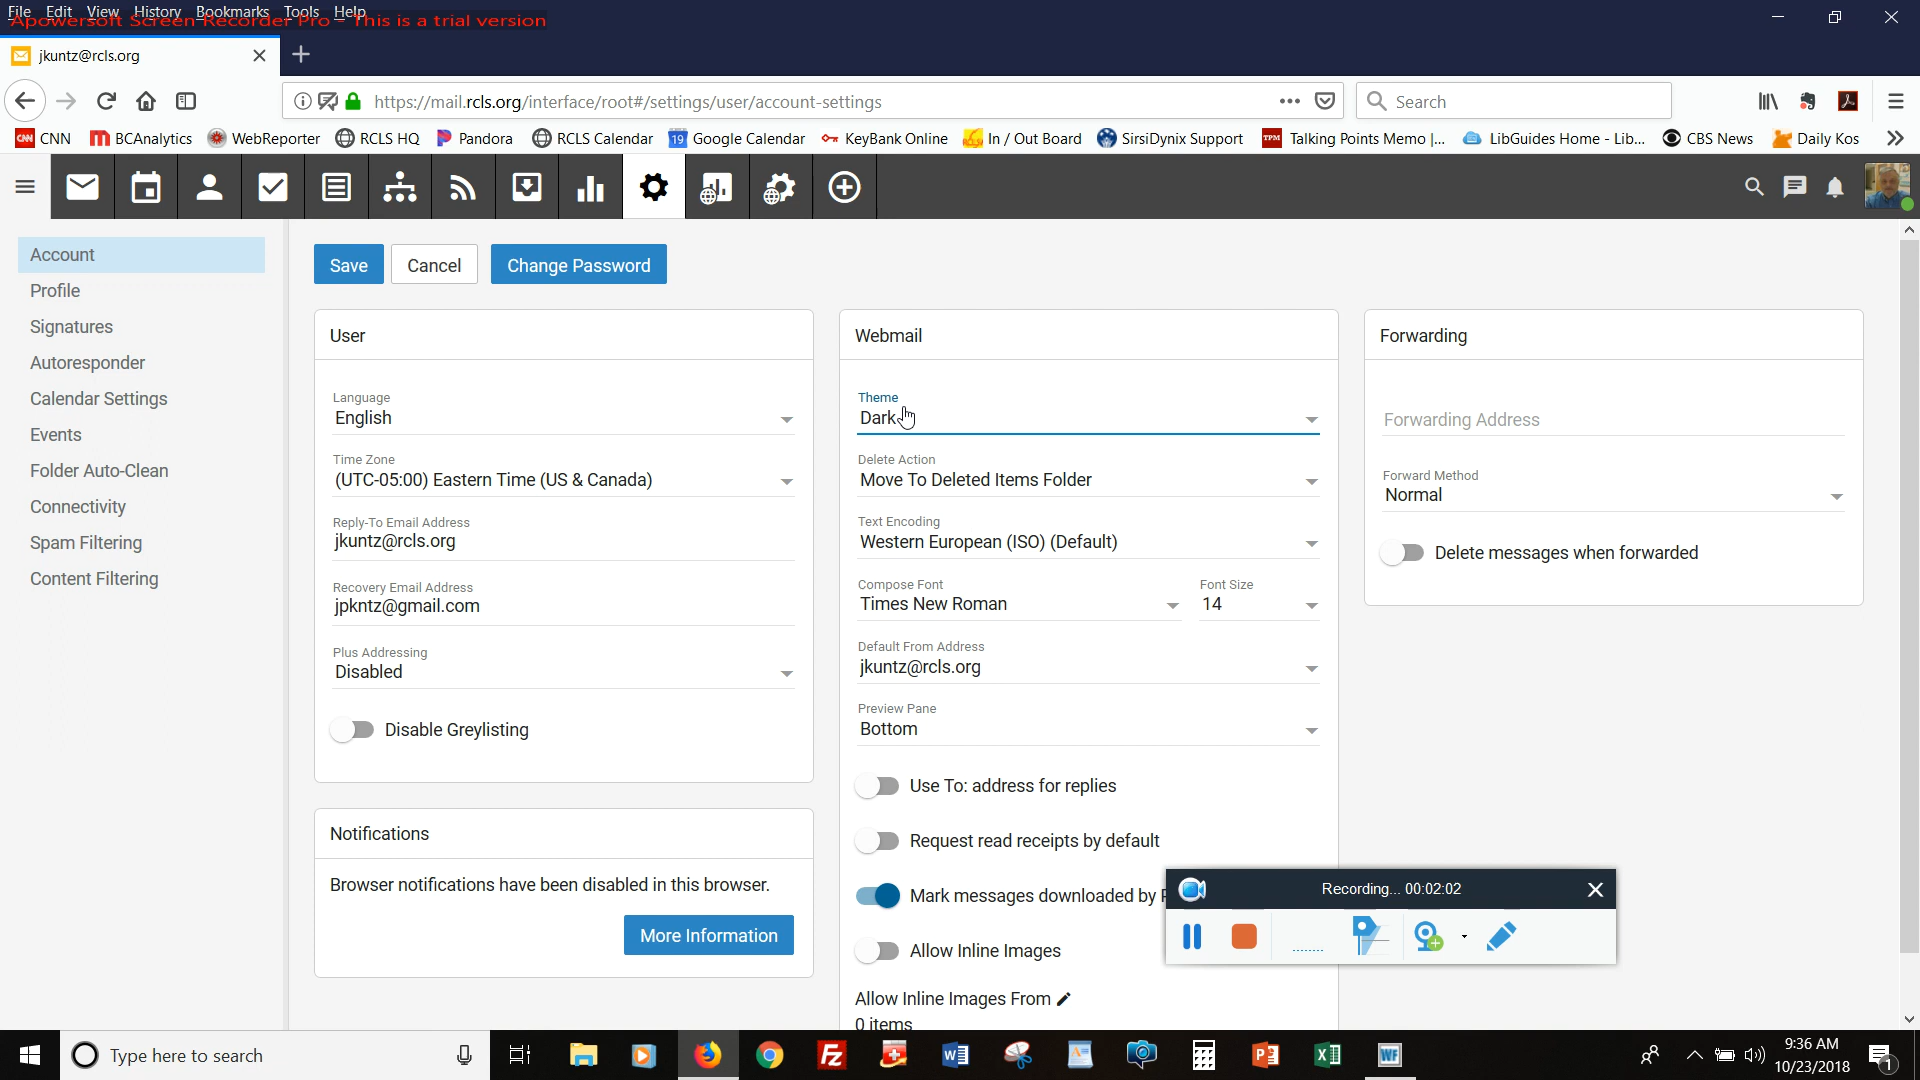 File Edit View History Bookmarks Tools Help
Apowersoft Screen Recorder Pro - This is a trial version
jkuntz@rcls.org
https://mail.rcls.org/interface/root#/settings/user/account-settings
Search
CNN BCAnalytics WebReporter RCLS HQ Pandora RCLS Calendar 19 Google Calendar KeyBank Online In / Out Board SirsiDynix Support TPM Talking Points Memo |... LibGuides Home - Lib... CBS News Daily Kos
Account
Profile
Signatures
Autoresponder
Calendar Settings
Events
Folder Auto-Clean
Connectivity
Spam Filtering
Content Filtering
Save Cancel Change Password
User
Language
English
Time Zone
(UTC-05:00) Eastern Time (US & Canada)
Reply-To Email Address
jkuntz@rcls.org
Recovery Email Address
jpkntz@gmail.com
Plus Addressing
Disabled
Disable Greylisting
Notifications
Browser notifications have been disabled in this browser.
More Information
Webmail
Theme
Dark
Delete Action
Move To Deleted Items Folder
Text Encoding
Western European (ISO) (Default)
Compose Font Font Size
Times New Roman 14
Default From Address
jkuntz@rcls.org
Preview Pane
Bottom
Use To: address for replies
Request read receipts by default
Mark messages downloaded by
Allow Inline Images
Allow Inline Images From
0 items
Forwarding
Forwarding Address
Forward Method
Normal
Delete messages when forwarded
Recording... 00:02:02
Type here to search
9:36 AM
10/23/2018
1